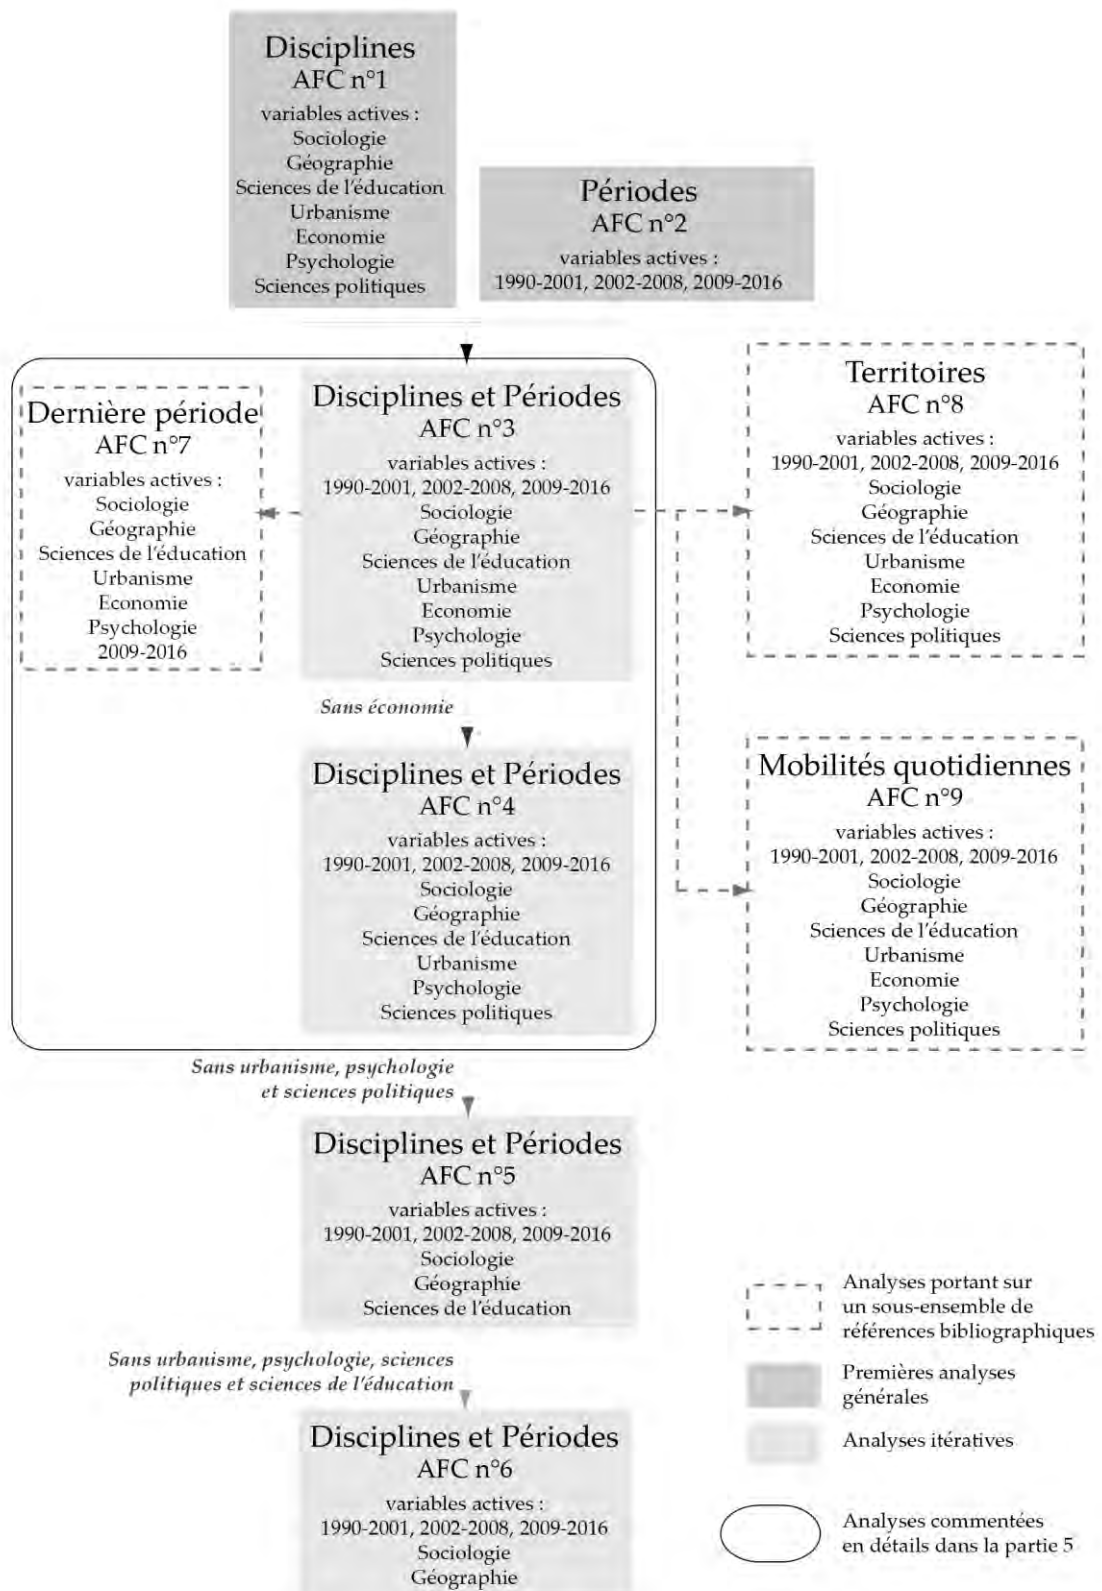 Disciplines
AFC n°1
variables actives :
Sociologie
Géographie
Sciences de l'éducation
Urbanisme
Economie
Psychologie
Sciences politiques
Périodes
AFC n°2
variables actives :
1990-2001, 2002-2008, 2009-2016
Dernière période
AFC n°7
variables actives :
Sociologie
Géographie
Sciences de l'éducation
Urbanisme
Economie
Psychologie
2009-2016
Disciplines et Périodes
AFC n°3
variables actives :
1990-2001, 2002-2008, 2009-2016
Sociologie
Géographie
Sciences de l'éducation
Urbanisme
Economie
Psychologie
Sciences politiques
Territoires
AFC n°8
variables actives :
1990-2001, 2002-2008, 2009-2016
Sociologie
Géographie
Sciences de l'éducation
Urbanisme
Economie
Psychologie
Sciences politiques
Sans économie
Disciplines et Périodes
AFC n°4
variables actives :
1990-2001, 2002-2008, 2009-2016
Sociologie
Géographie
Sciences de l'éducation
Urbanisme
Psychologie
Sciences politiques
Mobilités quotidiennes
AFC n°9
variables actives :
1990-2001, 2002-2008, 2009-2016
Sociologie
Géographie
Sciences de l'éducation
Urbanisme
Economie
Psychologie
Sciences politiques
Sans urbanisme, psychologie
et sciences politiques
Disciplines et Périodes
AFC n°5
variables actives :
1990-2001, 2002-2008, 2009-2016
Sociologie
Géographie
Sciences de l'éducation
Sans urbanisme, psychologie, sciences
politiques et sciences de l'éducation
Disciplines et Périodes
AFC n°6
variables actives :
1990-2001, 2002-2008, 2009-2016
Sociologie
Géographie
Analyses portant sur
un sous-ensemble de
références bibliographiques
Premières analyses
générales
Analyses itératives
Analyses commentées
en détails dans la partie 5